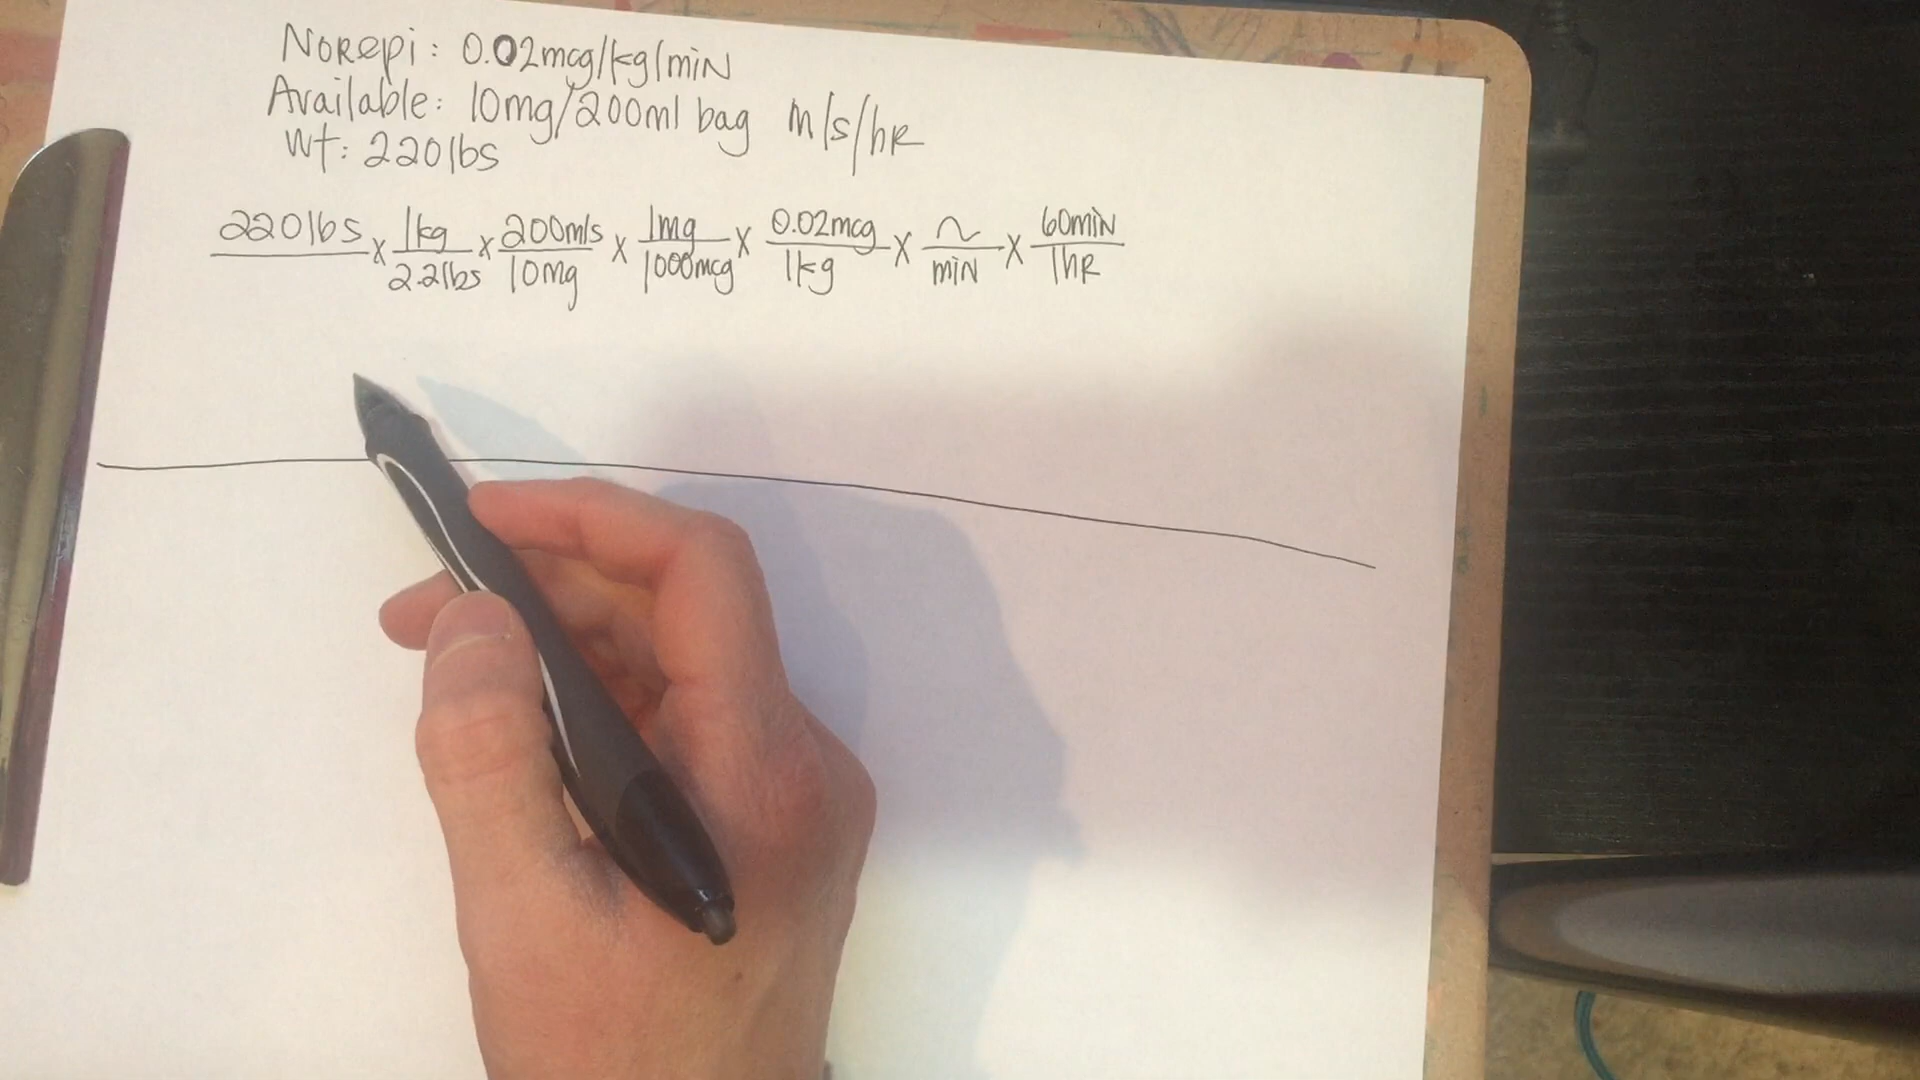 Norepi: 0.02mcg/kg/min
Available: 10mg/200ml bag mls/hr
Wt: 220lbs
220lbs x 1kg/2.2lbs x 200mls/10mg x 1mg/1000mcg x 0.02mcg/1kg x ~/min x 60min/1hr